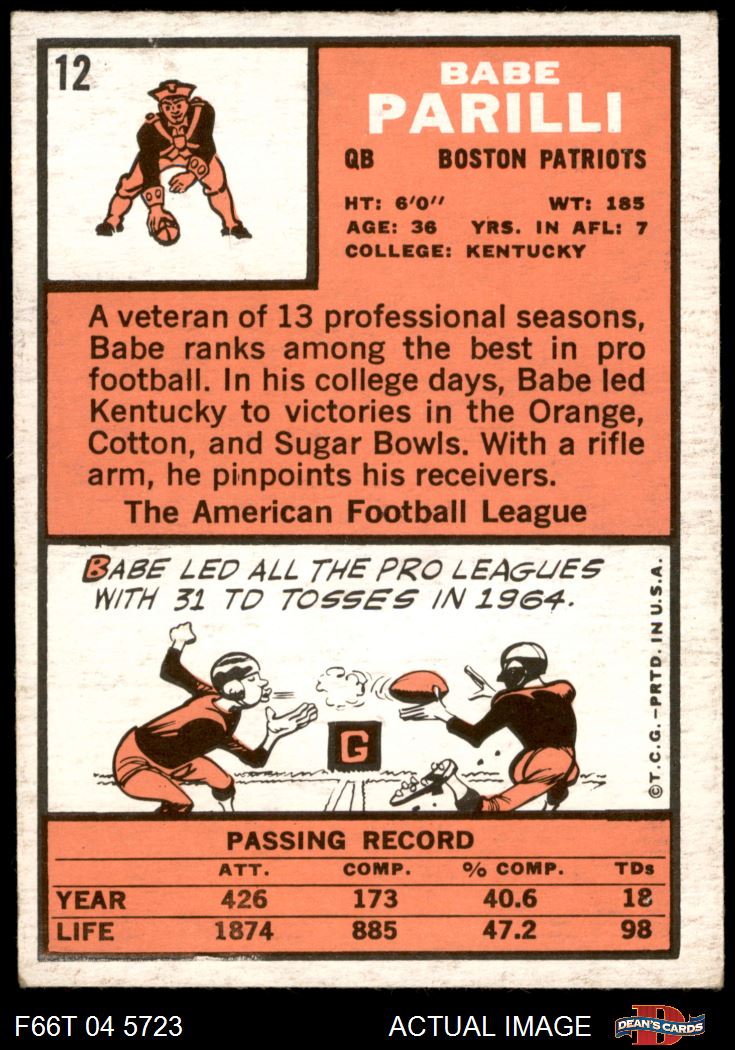 12
BABE
PARILLI
QB BOSTON PATRIOTS
HT: 6'0" WT: 185
AGE: 36 YRS. IN AFL: 7
COLLEGE: KENTUCKY
A veteran of 13 professional seasons,
Babe ranks among the best in pro
football. In his college days, Babe led
Kentucky to victories in the Orange,
Cotton, and Sugar Bowls. With a rifle
arm, he pinpoints his receivers.
The American Football League
BABE LED ALL THE PRO LEAGUES
WITH 31 TD TOSSES IN 1964.
G
©T.C.G.–PRTD. IN U.S.A.
PASSING RECORD
ATT. COMP. % COMP. TDs
YEAR 426 173 40.6 18
LIFE 1874 885 47.2 98
F66T 04 5723 ACTUAL IMAGE
D
DEAN'S CARDS